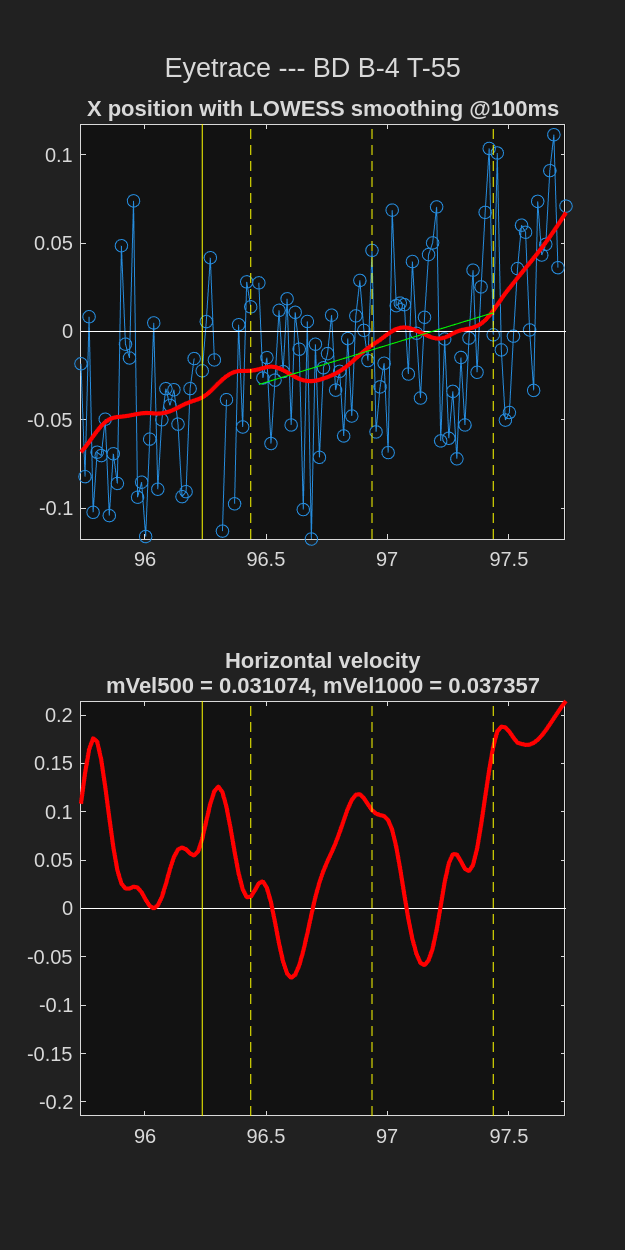 Eyetrace --- BD B-4 T-55
X position with LOWESS smoothing @100ms
0.1
0.05
0
-0.05
-0.1
96 96.5 97 97.5
Horizontal velocity
mVel500 = 0.031074, mVel1000 = 0.037357
0.2
0.15
0.1
0.05
0
-0.05
-0.1
-0.15
-0.2
96 96.5 97 97.5